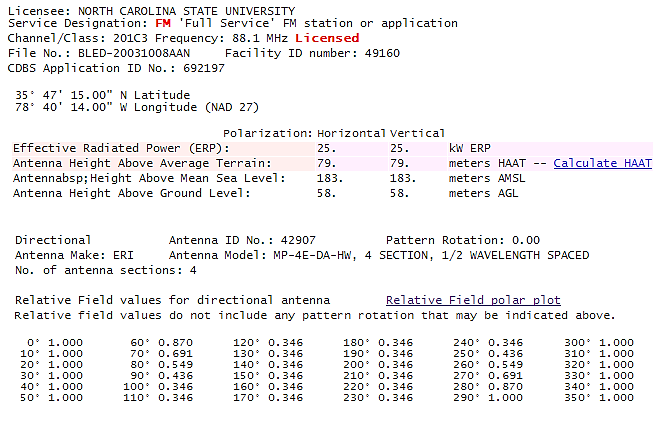 Licensee: NORTH CAROLINA STATE UNIVERSITY
Service Designation: FM 'Full Service' FM station or application
Channel/Class: 201C3 Frequency: 88.1 MHz Licensed
File No.: BLED-20031008AAN Facility ID number: 49160
CDBS Application ID No.: 692197
35° 47' 15.00" N Latitude
78° 40' 14.00" W Longitude (NAD 27)
Polarization: Horizontal Vertical
Effective Radiated Power (ERP): 25. 25. kW ERP
Antenna Height Above Average Terrain: 79. 79. meters HAAT -- Calculate HAAT
Antennabsp;Height Above Mean Sea Level: 183. 183. meters AMSL
Antenna Height Above Ground Level: 58. 58. meters AGL
Directional Antenna ID No.: 42907 Pattern Rotation: 0.00
Antenna Make: ERI Antenna Model: MP-4E-DA-HW, 4 SECTION, 1/2 WAVELENGTH SPACED
No. of antenna sections: 4
Relative Field values for directional antenna Relative Field polar plot
Relative field values do not include any pattern rotation that may be indicated above.
0° 1.000 60° 0.870 120° 0.346 180° 0.346 240° 0.346 300° 1.000
10° 1.000 70° 0.691 130° 0.346 190° 0.346 250° 0.436 310° 1.000
20° 1.000 80° 0.549 140° 0.346 200° 0.346 260° 0.549 320° 1.000
30° 1.000 90° 0.436 150° 0.346 210° 0.346 270° 0.691 330° 1.000
40° 1.000 100° 0.346 160° 0.346 220° 0.346 280° 0.870 340° 1.000
50° 1.000 110° 0.346 170° 0.346 230° 0.346 290° 1.000 350° 1.000